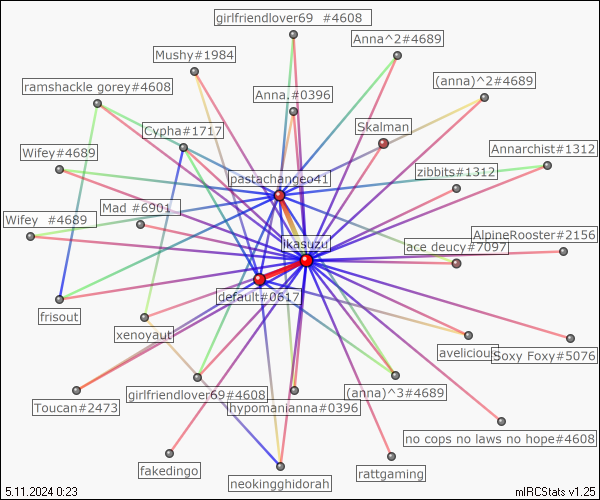 girlfriendlover69 #4608
Anna^2#4689
Mushy#1984
(anna)^2#4689
ramshackle gorey#4608
Anna.#0396
Skalman
Cypha#1717
Wifey#4689
Annarchist#1312
pastachangeo41
zibbits#1312
Mad #6901
Wifey #4689
AlpineRooster#2156
ikasuzu
ace deucy#7097
default#0617
frisout
xenoyaut
avelicious
Soxy Foxy#5076
girlfriendlover69#4608
(anna)^3#4689
Toucan#2473
hypomanianna#0396
no cops no laws no hope#4608
fakedingo
rattgaming
neokingghidorah
5.11.2024 0:23
mIRCStats v1.25